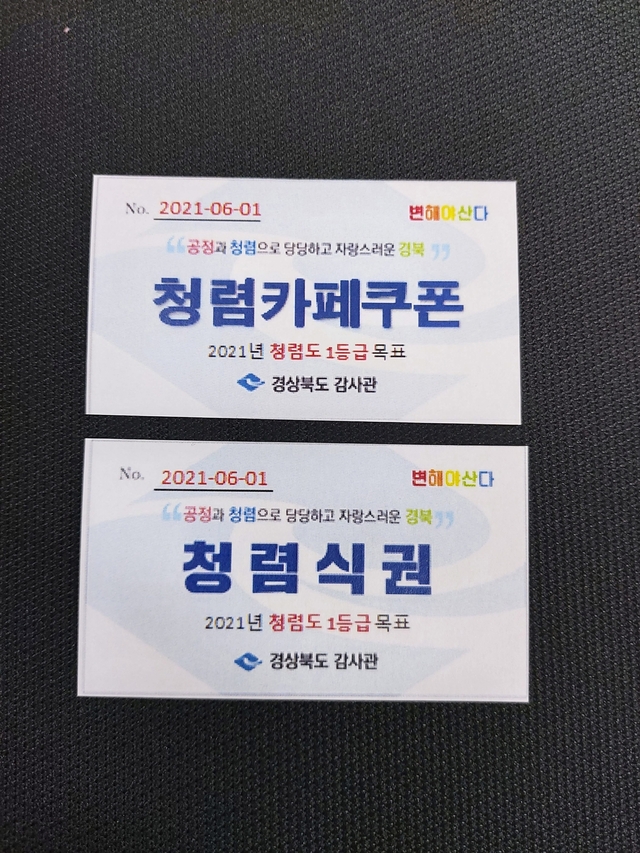 No. 2021-06-01
변해야산다
“공정과 청렴으로 당당하고 자랑스러운 경북”
청렴카페쿠폰
2021년 청렴도 1등급 목표
경상북도 감사관
No. 2021-06-01
변해야산다
“공정과 청렴으로 당당하고 자랑스러운 경북”
청렴식권
2021년 청렴도 1등급 목표
경상북도 감사관